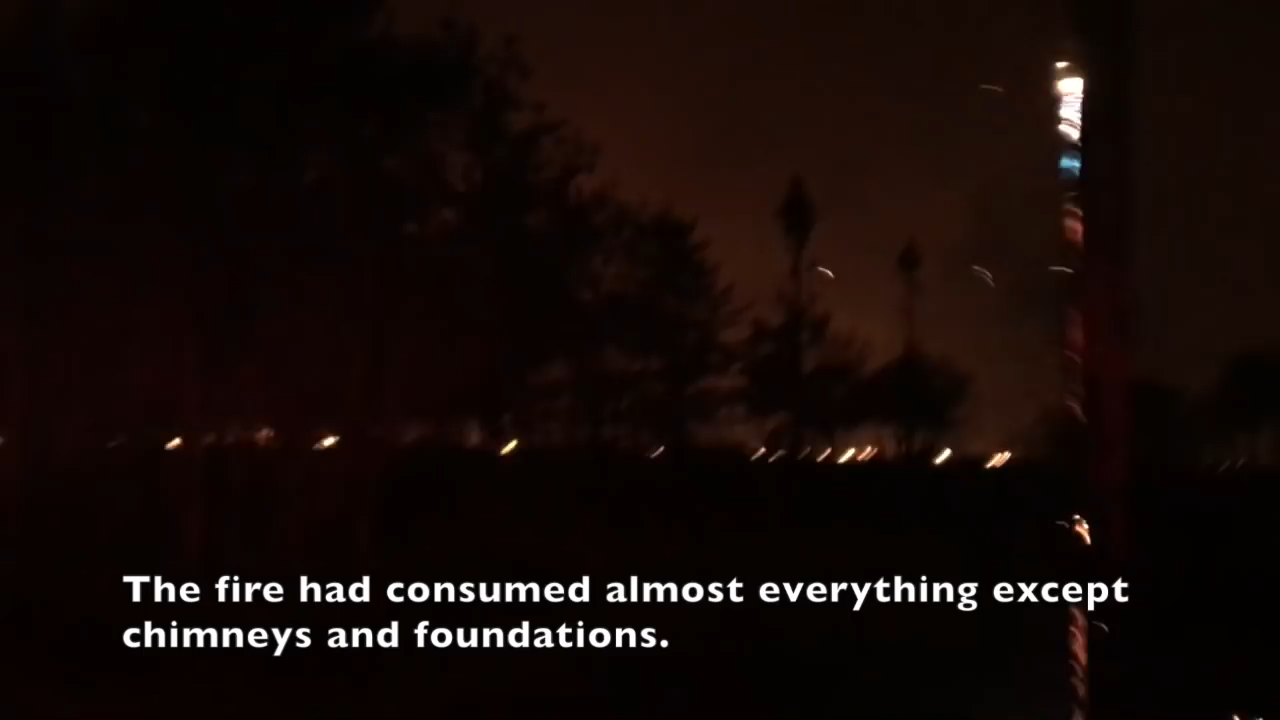 The fire had consumed almost everything except
chimneys and foundations.